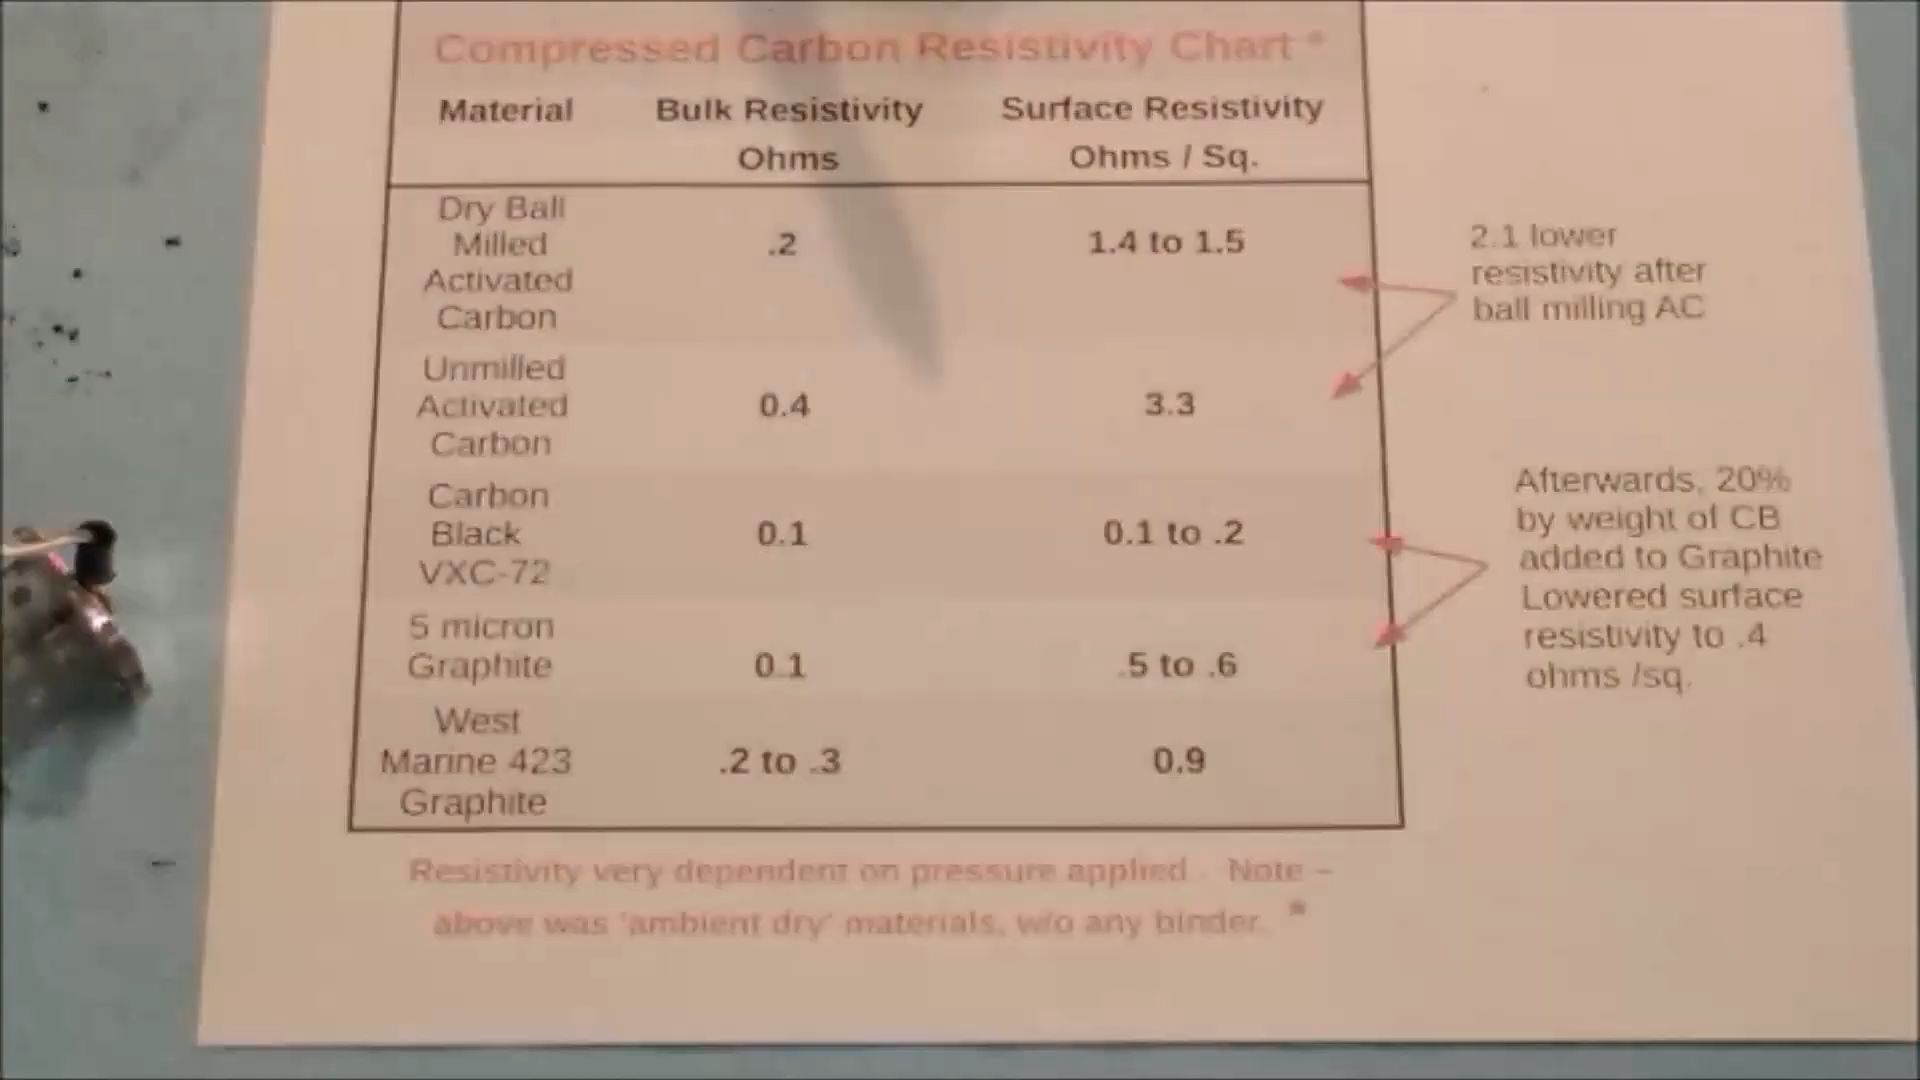 Compressed Carbon Resistivity Chart *
Material Bulk Resistivity Surface Resistivity
Ohms Ohms / Sq.
Dry Ball
Milled .2 1.4 to 1.5
Activated
Carbon
Unmilled
Activated 0.4 3.3
Carbon
Carbon
Black 0.1 0.1 to .2
VXC-72
5 micron
Graphite 0.1 .5 to .6
West
Marine 423 .2 to .3 0.9
Graphite
2.1 lower
resistivity after
ball milling AC
Afterwards, 20%
by weight of CB
added to Graphite
Lowered surface
resistivity to .4
ohms /sq.
Resistivity very dependent on pressure applied. Note –
above was 'ambient dry' materials, w/o any binder. *